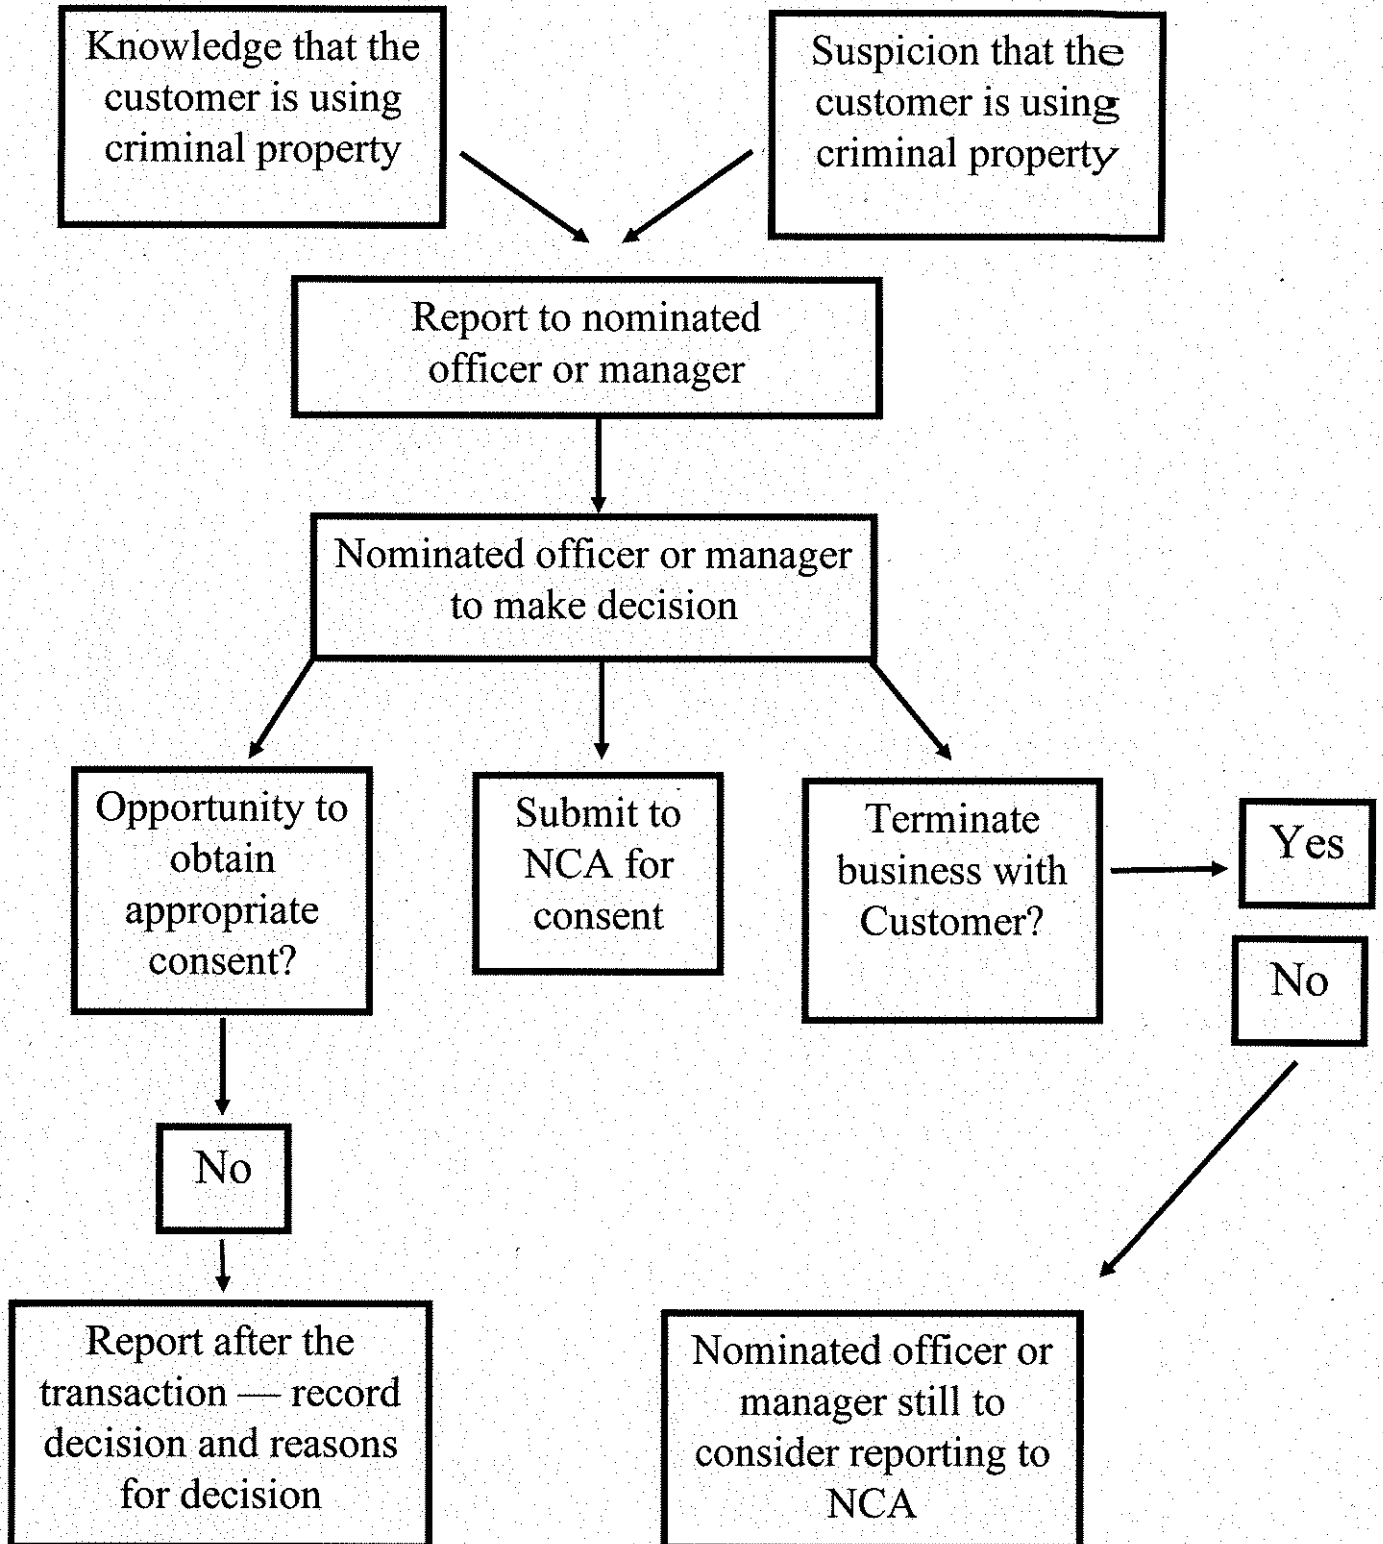 Knowledge that the
customer is using
criminal property
Suspicion that the
customer is using
criminal property
Report to nominated
officer or manager
Nominated officer or manager
to make decision
Opportunity to
obtain
appropriate
consent?
Submit to
NCA for
consent
Terminate
business with
Customer?
Yes
No
No
Report after the
transaction — record
decision and reasons
for decision
Nominated officer or
manager still to
consider reporting to
NCA